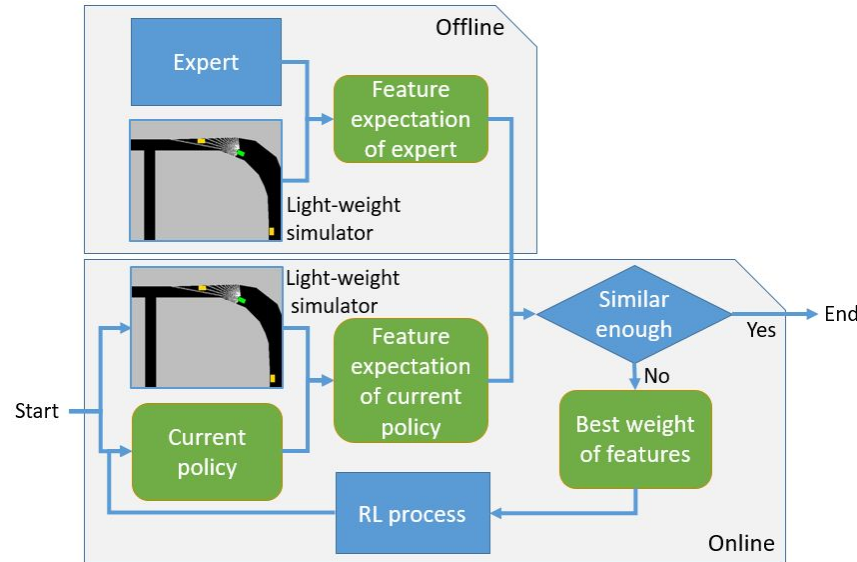 Offline
Expert
Feature
expectation
of expert
Light-weight
simulator
Light-weight
simulator
Similar
enough
End
Yes
Feature
expectation
of current
policy
No
Start
Current
policy
Best weight
of features
RL process
Online